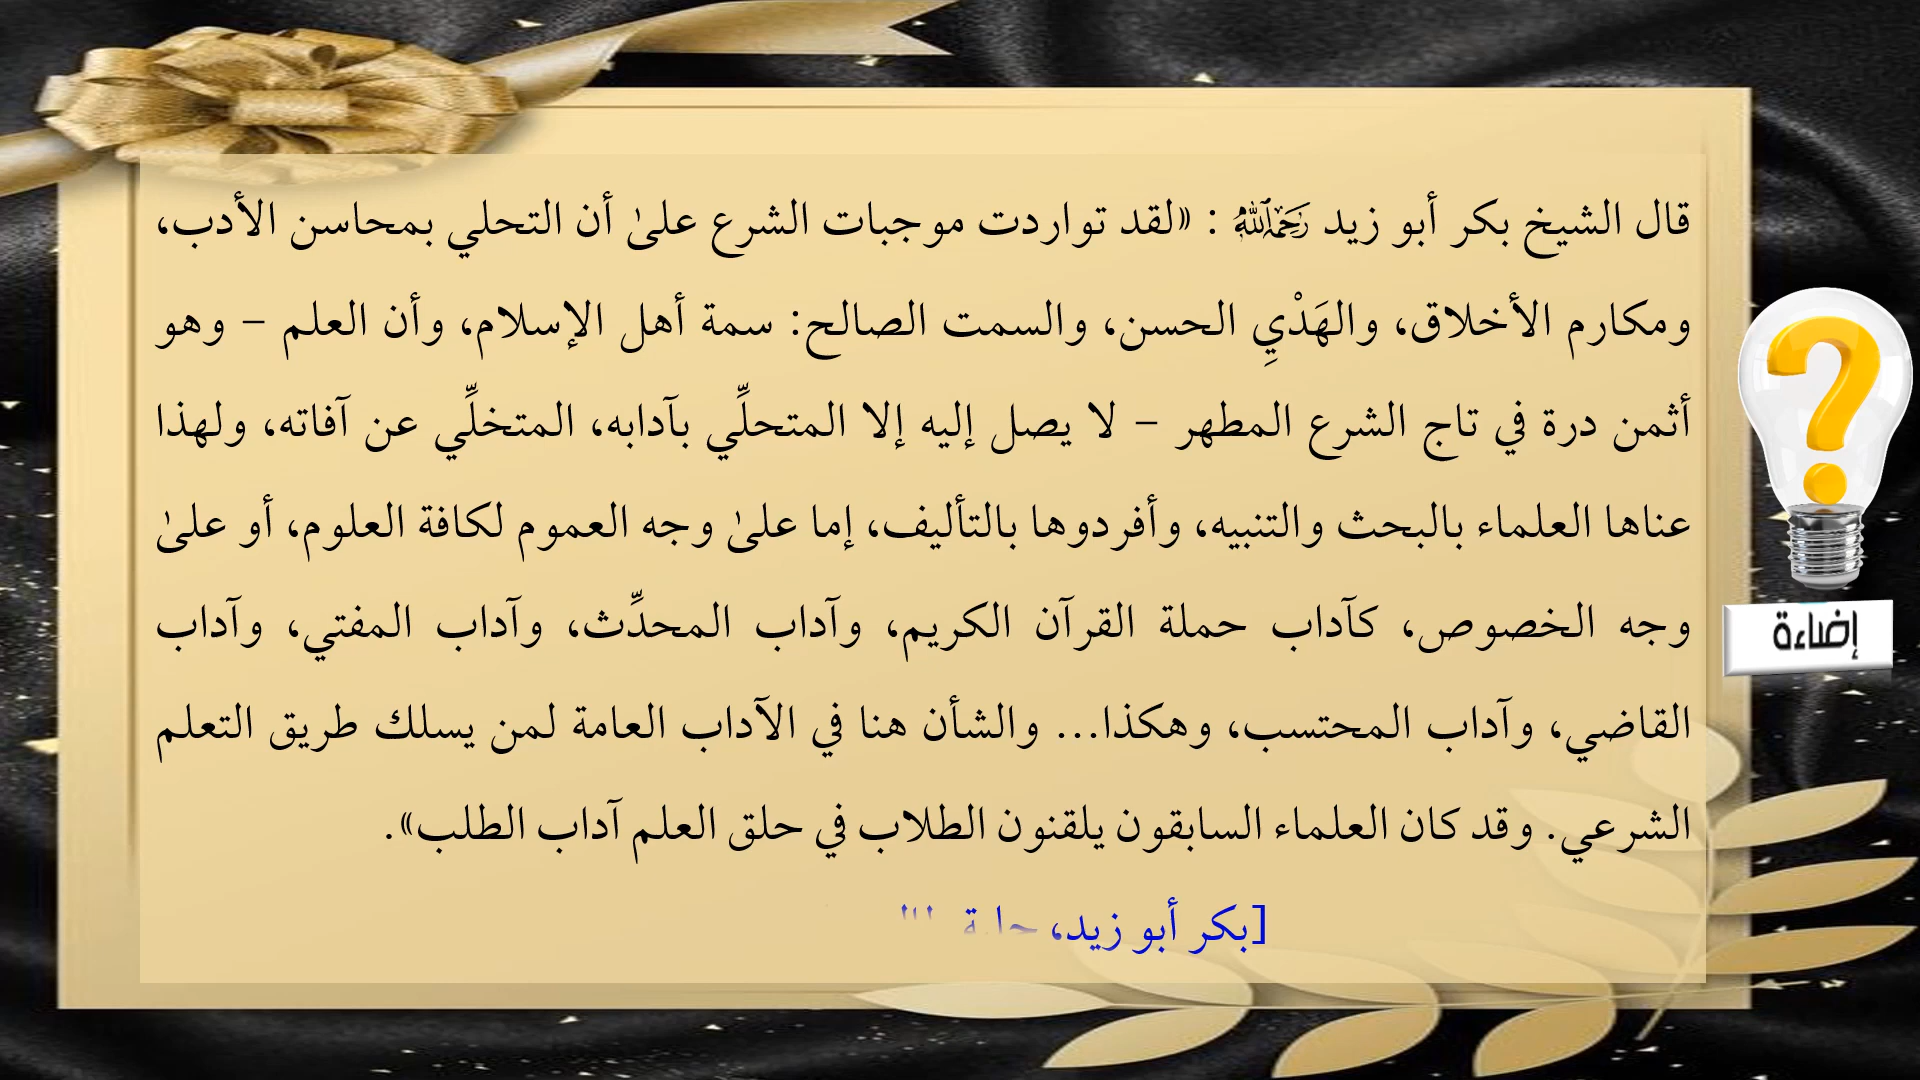 قال الشيخ بكر أبو زيد رَحِمَهُ اللَّهُ : «لقد تواردت موجبات الشرع علىٰ أن التحلي بمحاسن الأدب،
ومكارم الأخلاق، والهَدْيِ الحسن، والسمت الصالح: سمة أهل الإسلام، وأن العلم – وهو
أثمن درة في تاج الشرع المطهر – لا يصل إليه إلا المتحلِّي بآدابه، المتخلِّي عن آفاته، ولهذا
عناها العلماء بالبحث والتنبيه، وأفردوها بالتأليف، إما علىٰ وجه العموم لكافة العلوم، أو علىٰ
وجه الخصوص، كآداب حملة القرآن الكريم، وآداب المحدِّث، وآداب المفتي، وآداب
القاضي، وآداب المحتسب، وهكذا... والشأن هنا في الآداب العامة لمن يسلك طريق التعلم
الشرعي. وقد كان العلماء السابقون يلقنون الطلاب في حلق العلم آداب الطلب».
[بكر أبو زيد،
إضاءة